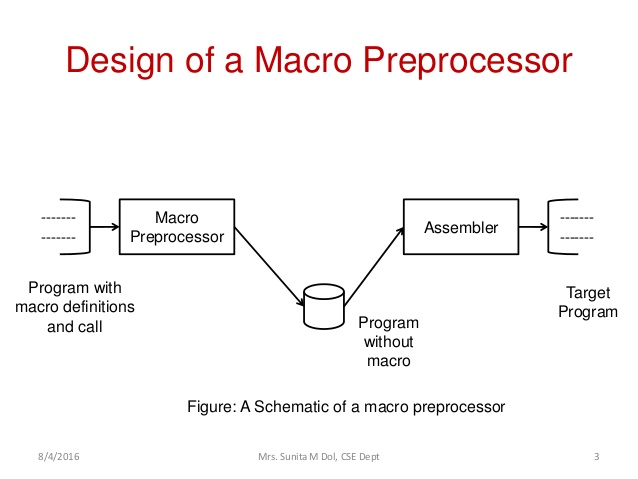 Design of a Macro Preprocessor
-------
-------
Macro
Preprocessor
Assembler
-------
-------
Program with
macro definitions
and call
Program
without
macro
Target
Program
Figure: A Schematic of a macro preprocessor
8/4/2016
Mrs. Sunita M Dol, CSE Dept
3